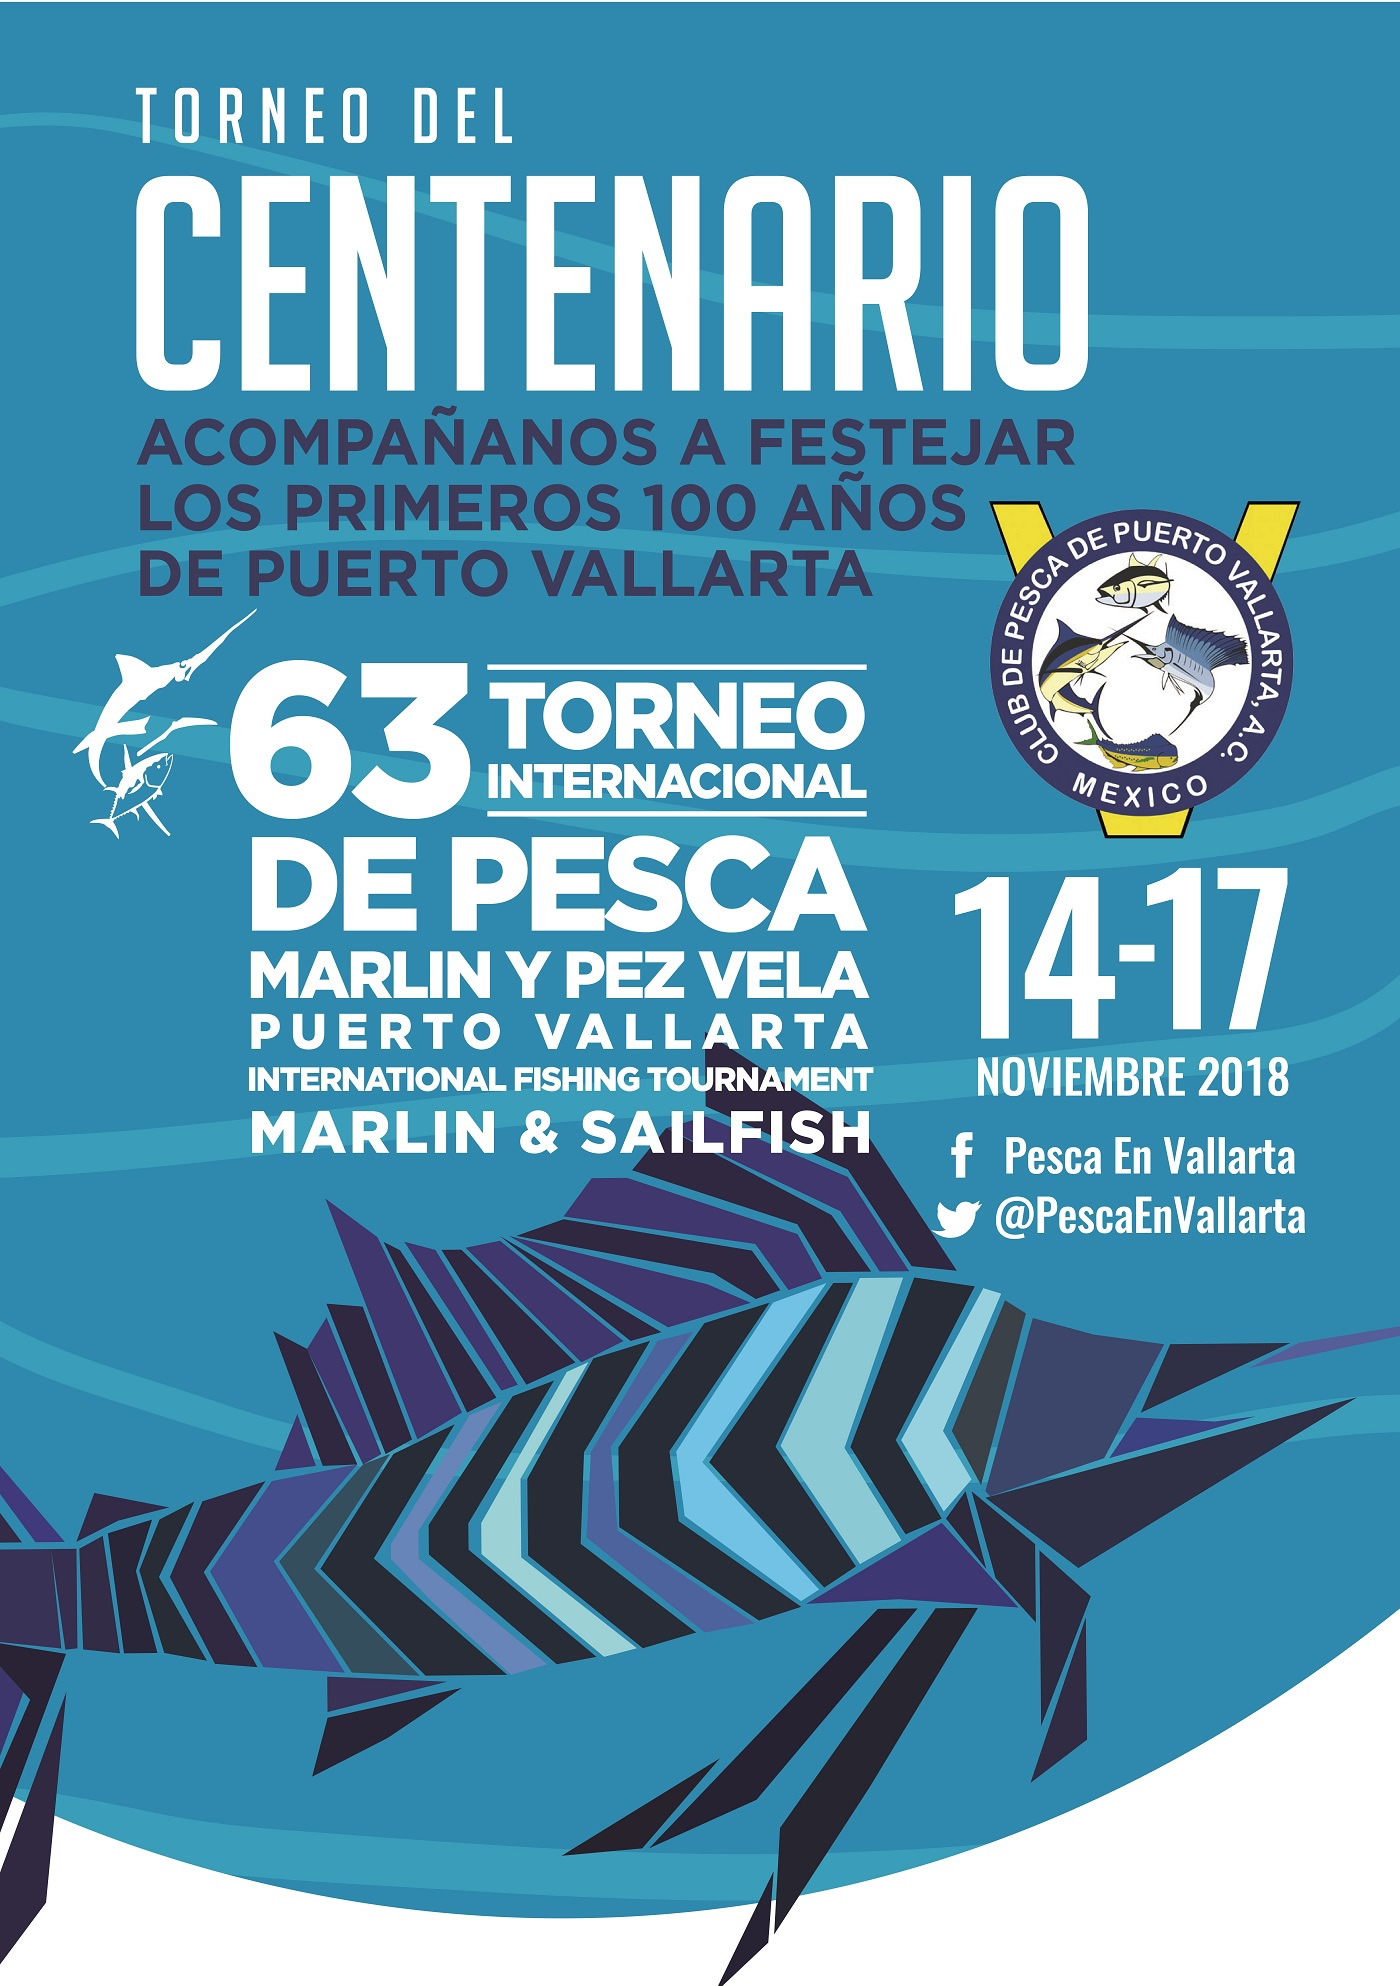 TORNEO DEL
CENTENARIO
ACOMPAÑANOS A FESTEJAR
LOS PRIMEROS 100 AÑOS
DE PUERTO VALLARTA
CLUB DE PESCA DE PUERTO VALLARTA, A.C.
MEXICO
63 TORNEO
INTERNACIONAL
DE PESCA
MARLIN Y PEZ VELA
PUERTO VALLARTA
INTERNATIONAL FISHING TOURNAMENT
MARLIN & SAILFISH
14-17
NOVIEMBRE 2018
f Pesca En Vallarta
@PescaEnVallarta